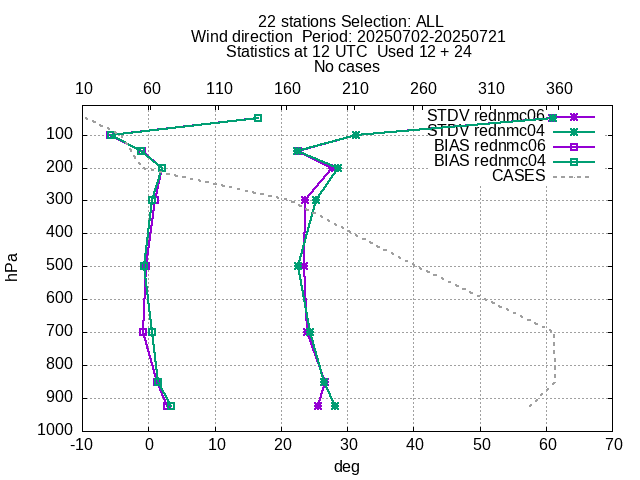 22 stations Selection: ALL
Wind direction  Period: 20250702-20250721
Statistics at 12 UTC  Used 12 + 24
No cases
10 60 110 160 210 260 310 360
STDV rednmc06
STDV rednmc04
BIAS rednmc06
BIAS rednmc04
CASES
100
200
300
400
500
600
700
800
900
1000
hPa
-10 0 10 20 30 40 50 60 70
deg